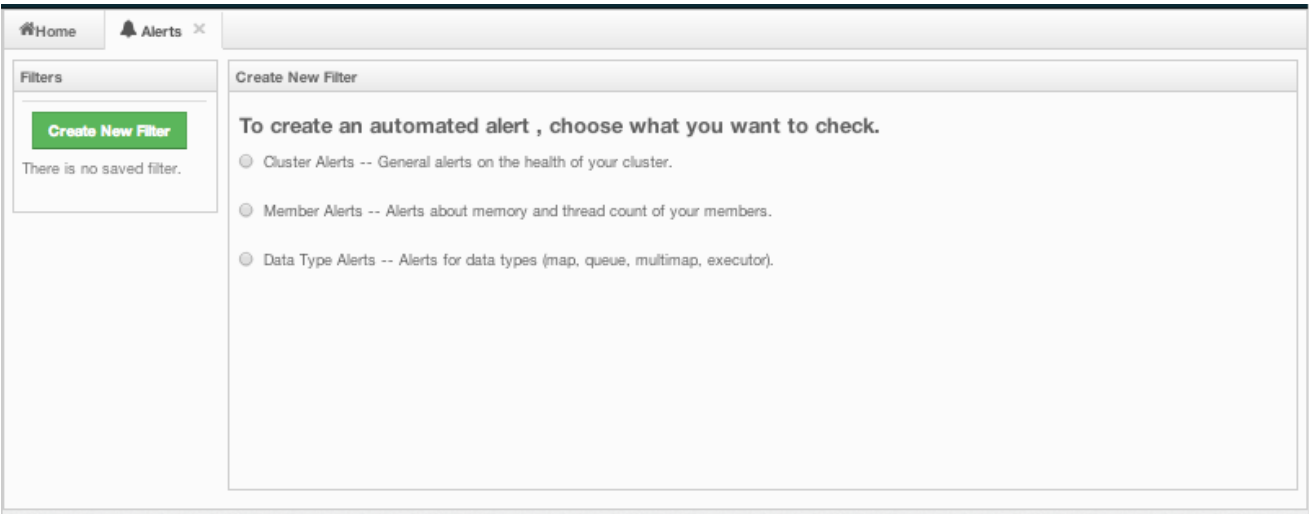 Home
Alerts
Filters
Create New Filter
There is no saved filter.
Create New Filter
To create an automated alert , choose what you want to check.
Cluster Alerts -- General alerts on the health of your cluster.
Member Alerts -- Alerts about memory and thread count of your members.
Data Type Alerts -- Alerts for data types (map, queue, multimap, executor).